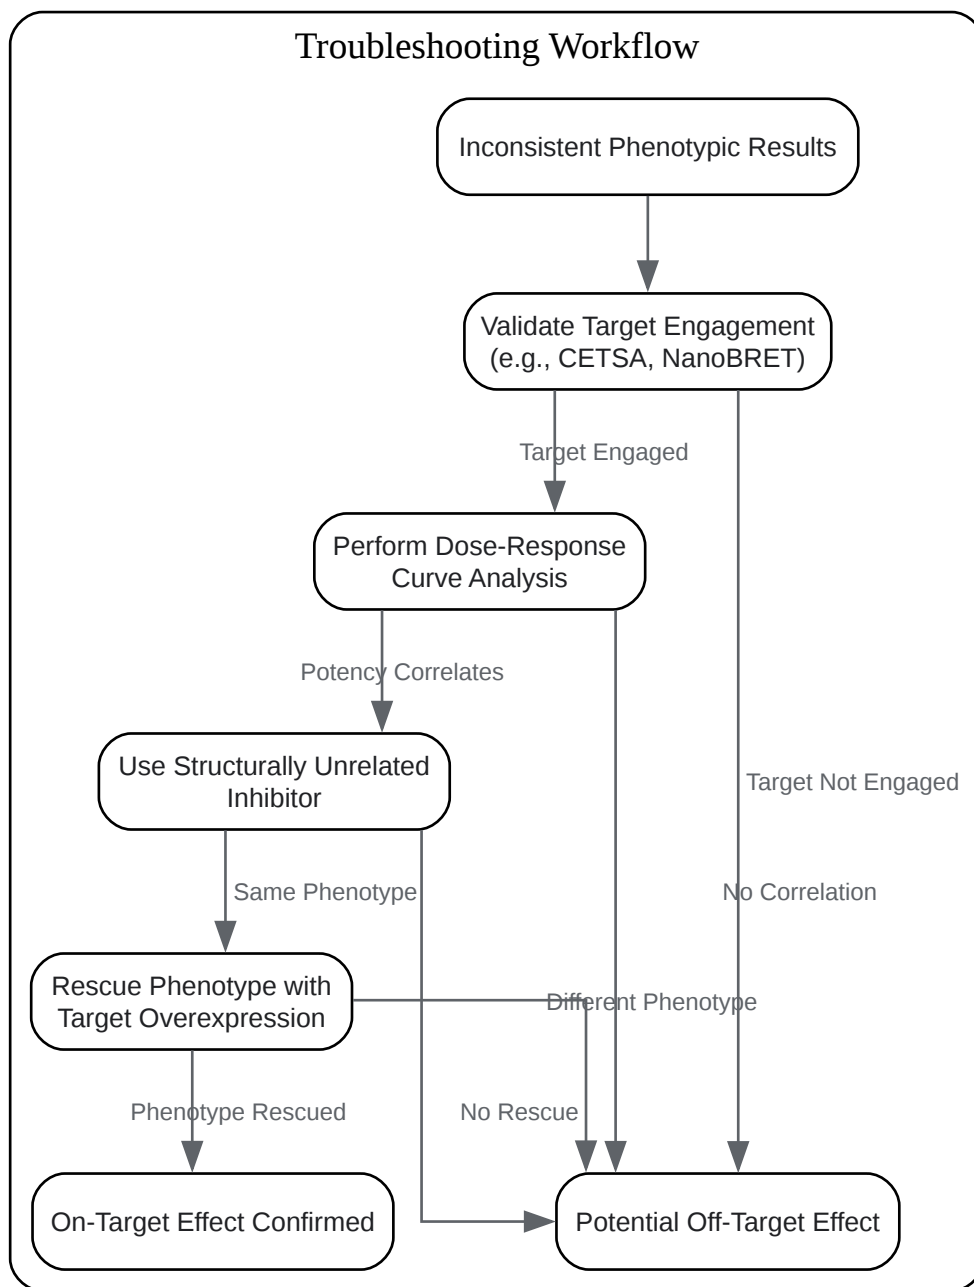 Troubleshooting Workflow
Inconsistent Phenotypic Results
Validate Target Engagement
(e.g., CETSA, NanoBRET)
Target Engaged
Perform Dose-Response
Curve Analysis
Potency Correlates
Use Structurally Unrelated
Inhibitor
Target Not Engaged
Same Phenotype
No Correlation
Rescue Phenotype with
Target Overexpression
Different Phenotype
Phenotype Rescued
No Rescue
On-Target Effect Confirmed
Potential Off-Target Effect